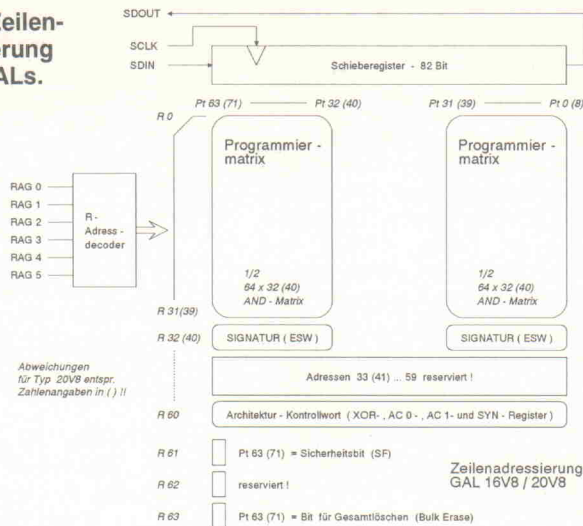 Zeilen-
erung
ALs.
SDOUT
SCLK
SDIN
Schieberegister - 82 Bit
Pt 63 (71)
Pt 32 (40)
Pt 31 (39)
Pt 0 (8)
R 0
Programmier -
matrix
Programmier -
matrix
RAG 0
RAG 1
RAG 2
RAG 3
RAG 4
RAG 5
R -
Adress -
decoder
1/2
64 x 32 (40)
AND - Matrix
1/2
64 x 32 (40)
AND - Matrix
R 31(39)
R 32 (40)
SIGNATUR ( ESW )
SIGNATUR ( ESW )
Abweichungen
für Typ 20V8 entspr.
Zahlenangaben in ( ) !!
Adressen 33 (41) ... 59 reserviert !
R 60
Architektur - Kontrollwort ( XOR- , AC 0 - , AC 1- und SYN - Register )
R 61
Pt 63 (71) = Sicherheitsbit (SF)
R 62
reserviert !
Zeilenadressierung
GAL 16V8 / 20V8
R 63
Pt 63 (71) = Bit für Gesamtlöschen (Bulk Erase)